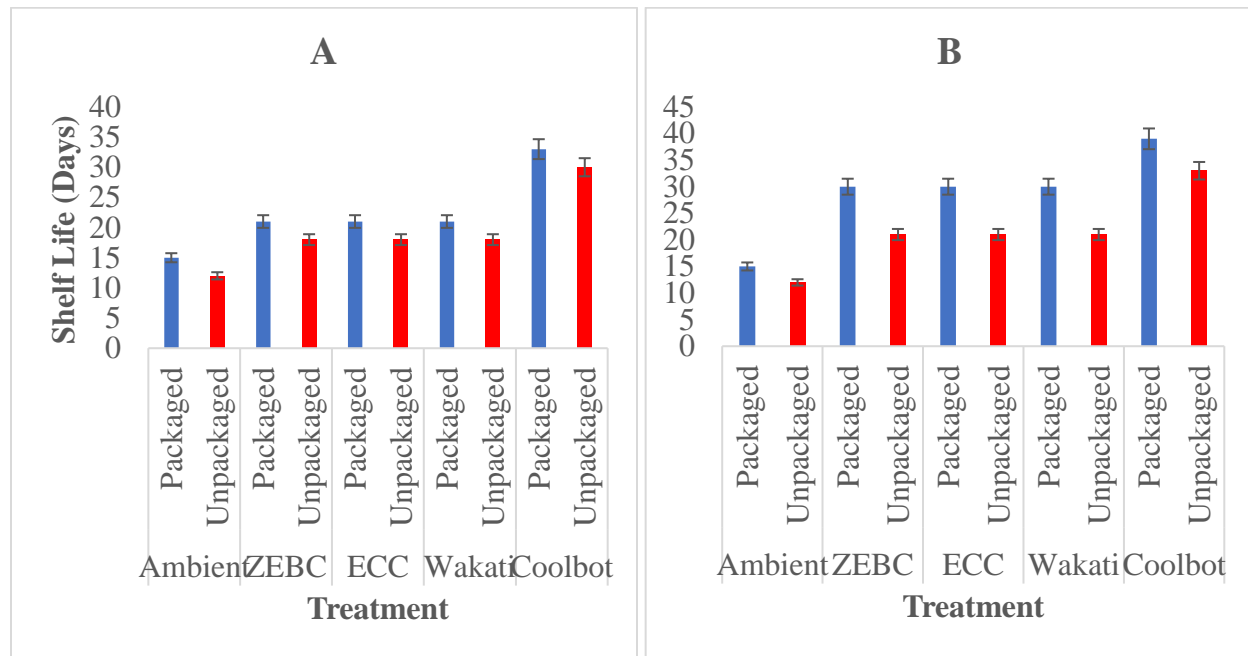 A
Shelf Life (Days)
40
35
30
25
20
15
10
5
0
Packaged
Unpackaged
Packaged
Unpackaged
Packaged
Unpackaged
Packaged
Unpackaged
Packaged
Unpackaged
Ambient ZEBC ECC Wakati Coolbot
Treatment
B
45
40
35
30
25
20
15
10
5
0
Packaged
Unpackaged
Packaged
Unpackaged
Packaged
Unpackaged
Packaged
Unpackaged
Packaged
Unpackaged
Ambient ZEBC ECC Wakati Coolbot
Treatment